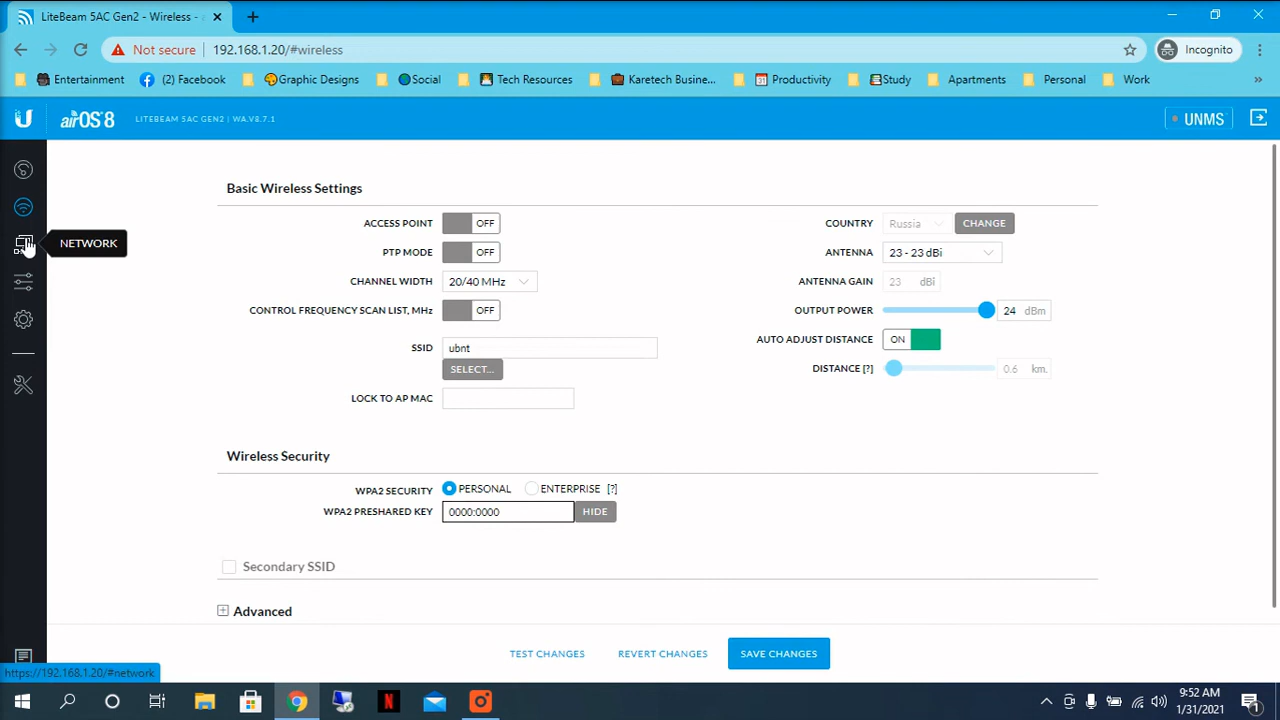 LiteBeam 5AC Gen2 - Wireless -
Not secure 192.168.1.20/#wireless Incognito
Entertainment (2) Facebook Graphic Designs Social Tech Resources Karetech Busine... Productivity Study Apartments Personal Work »
airOS 8 LITEBEAM 5AC GEN2 | WA.V8.7.1 UNMS
NETWORK
Basic Wireless Settings
ACCESS POINT OFF COUNTRY Russia CHANGE
PTP MODE OFF ANTENNA 23 - 23 dBi
CHANNEL WIDTH 20/40 MHz ANTENNA GAIN 23 dBi
CONTROL FREQUENCY SCAN LIST, MHz OFF OUTPUT POWER 24 dBm
SSID ubnt AUTO ADJUST DISTANCE ON
SELECT... DISTANCE [?] 0.6 km.
LOCK TO AP MAC
Wireless Security
WPA2 SECURITY PERSONAL ENTERPRISE [?]
WPA2 PRESHARED KEY 0000:0000 HIDE
Secondary SSID
Advanced
TEST CHANGES REVERT CHANGES SAVE CHANGES
https://192.168.1.20/#network
9:52 AM
1/31/2021
1